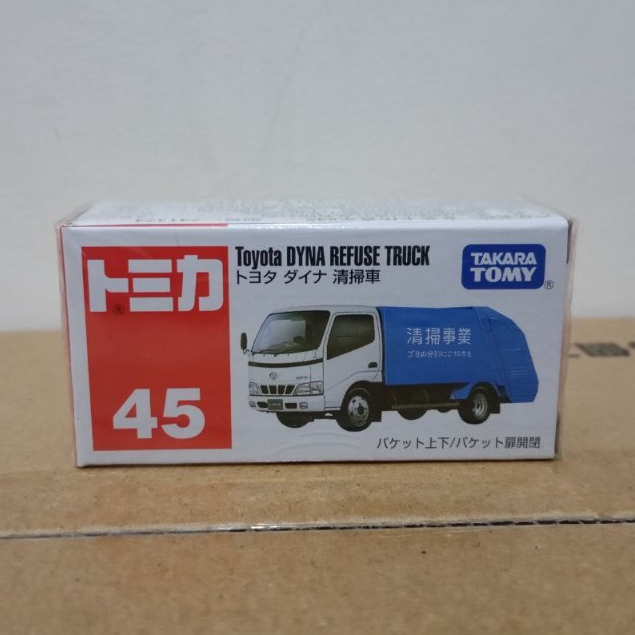 トミカ®
45
Toyota DYNA REFUSE TRUCK
トヨタ ダイナ 清掃車
TAKARA
TOMY®
清掃事業
バケット上下/バケット扉開閉